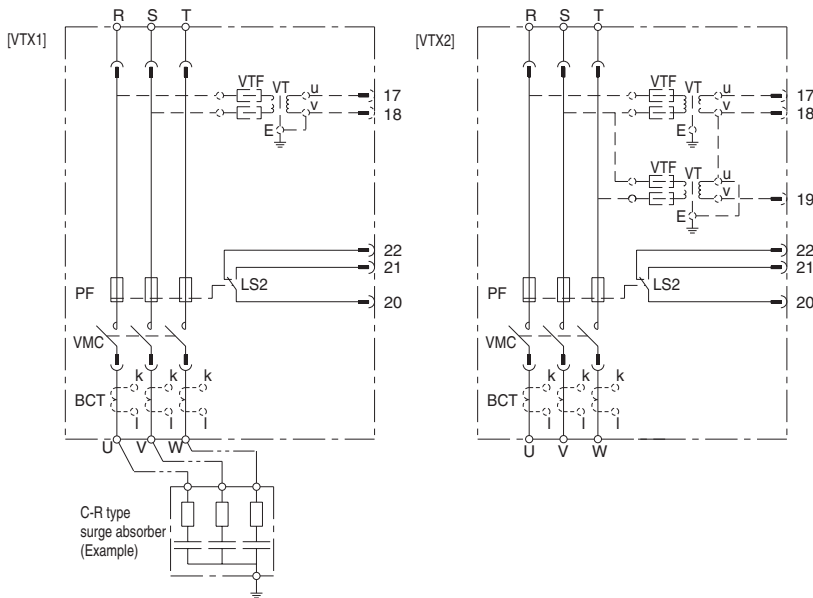 [VTX1]
R S T
VTF VT u
v
E
17
18
22
21
LS2
20
PF
VMC
k k k
BCT
l l l
U V W
C-R type
surge absorber
(Example)
[VTX2]
R S T
VTF VT u
v
E
17
18
VTF VT u
v
E
19
22
21
LS2
20
PF
VMC
k k k
BCT
l l l
U V W